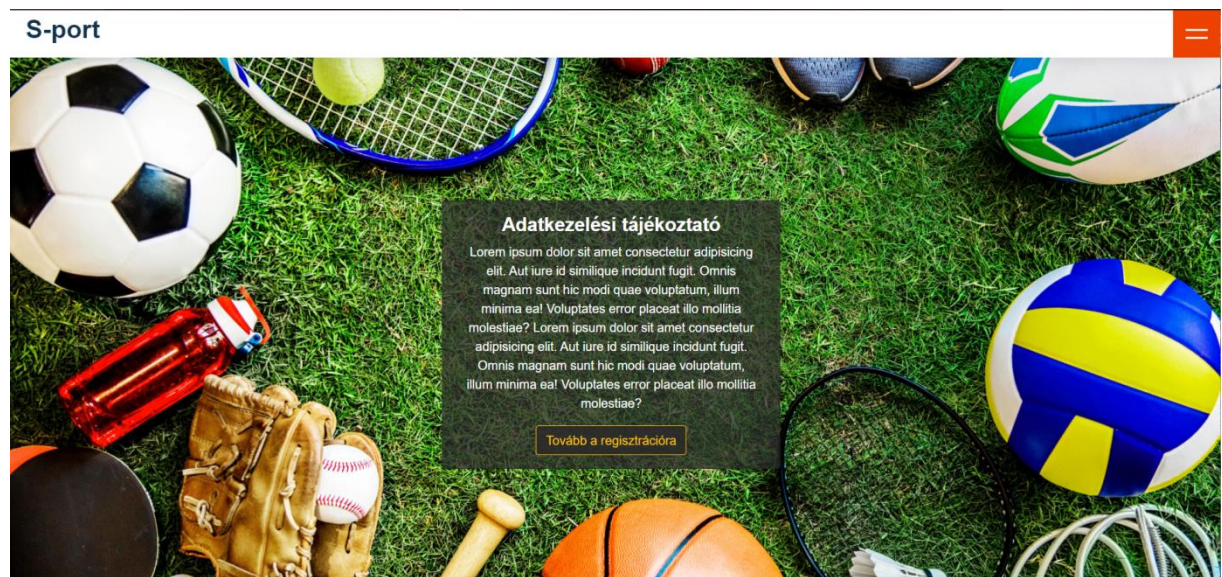 S-port
Adatkezelési tájékoztató
Lorem ipsum dolor sit amet consectetur adipisicing
elit. Aut iure id similique incidunt fugit. Omnis
magnam sunt hic modi quae voluptatum, illum
minima ea! Voluptates error placeat illo mollitia
molestiae? Lorem ipsum dolor sit amet consectetur
adipisicing elit. Aut iure id similique incidunt fugit.
Omnis magnam sunt hic modi quae voluptatum,
illum minima ea! Voluptates error placeat illo mollitia
molestiae?
Tovább a regisztrációra